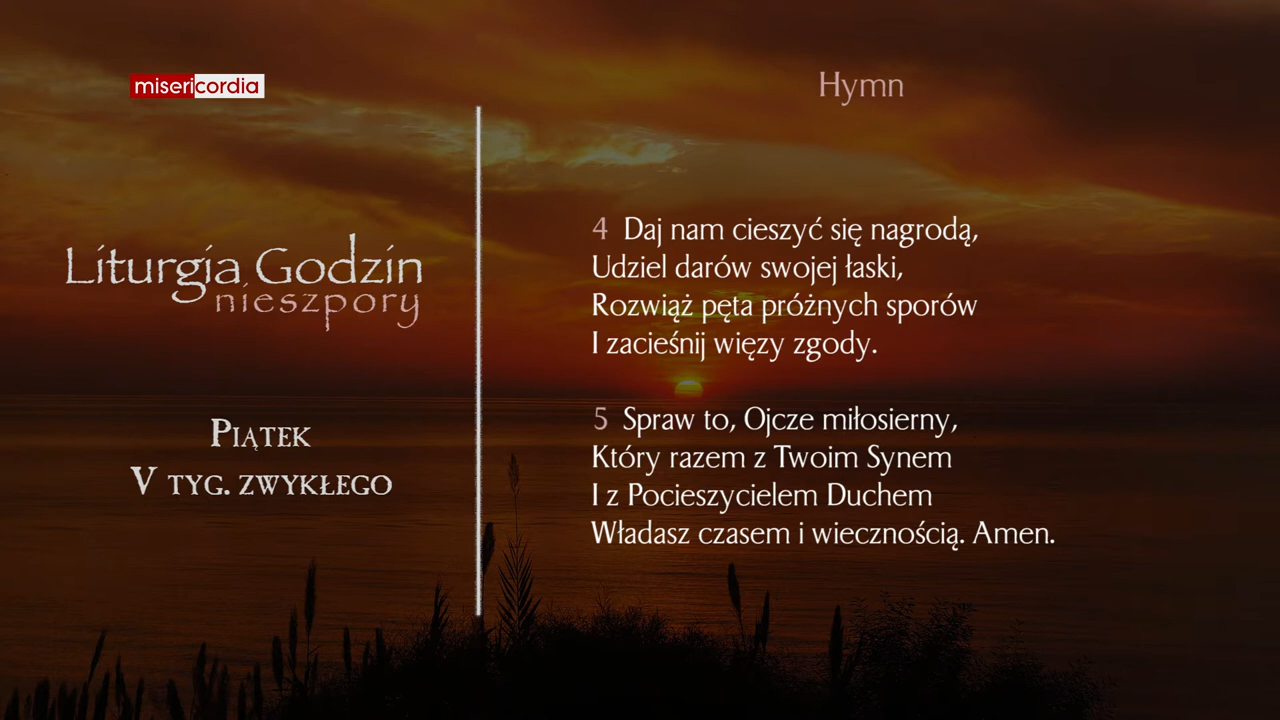 misericordia
Liturgia Godzin
nieszpory
Piątek
V tyg. zwykłego
Hymn
4 Daj nam cieszyć się nagrodą,
Udziel darów swojej łaski,
Rozwiąż pęta próżnych sporów
I zacieśnij więzy zgody.
5 Spraw to, Ojcze miłosierny,
Który razem z Twoim Synem
I z Pocieszycielem Duchem
Władasz czasem i wiecznością. Amen.